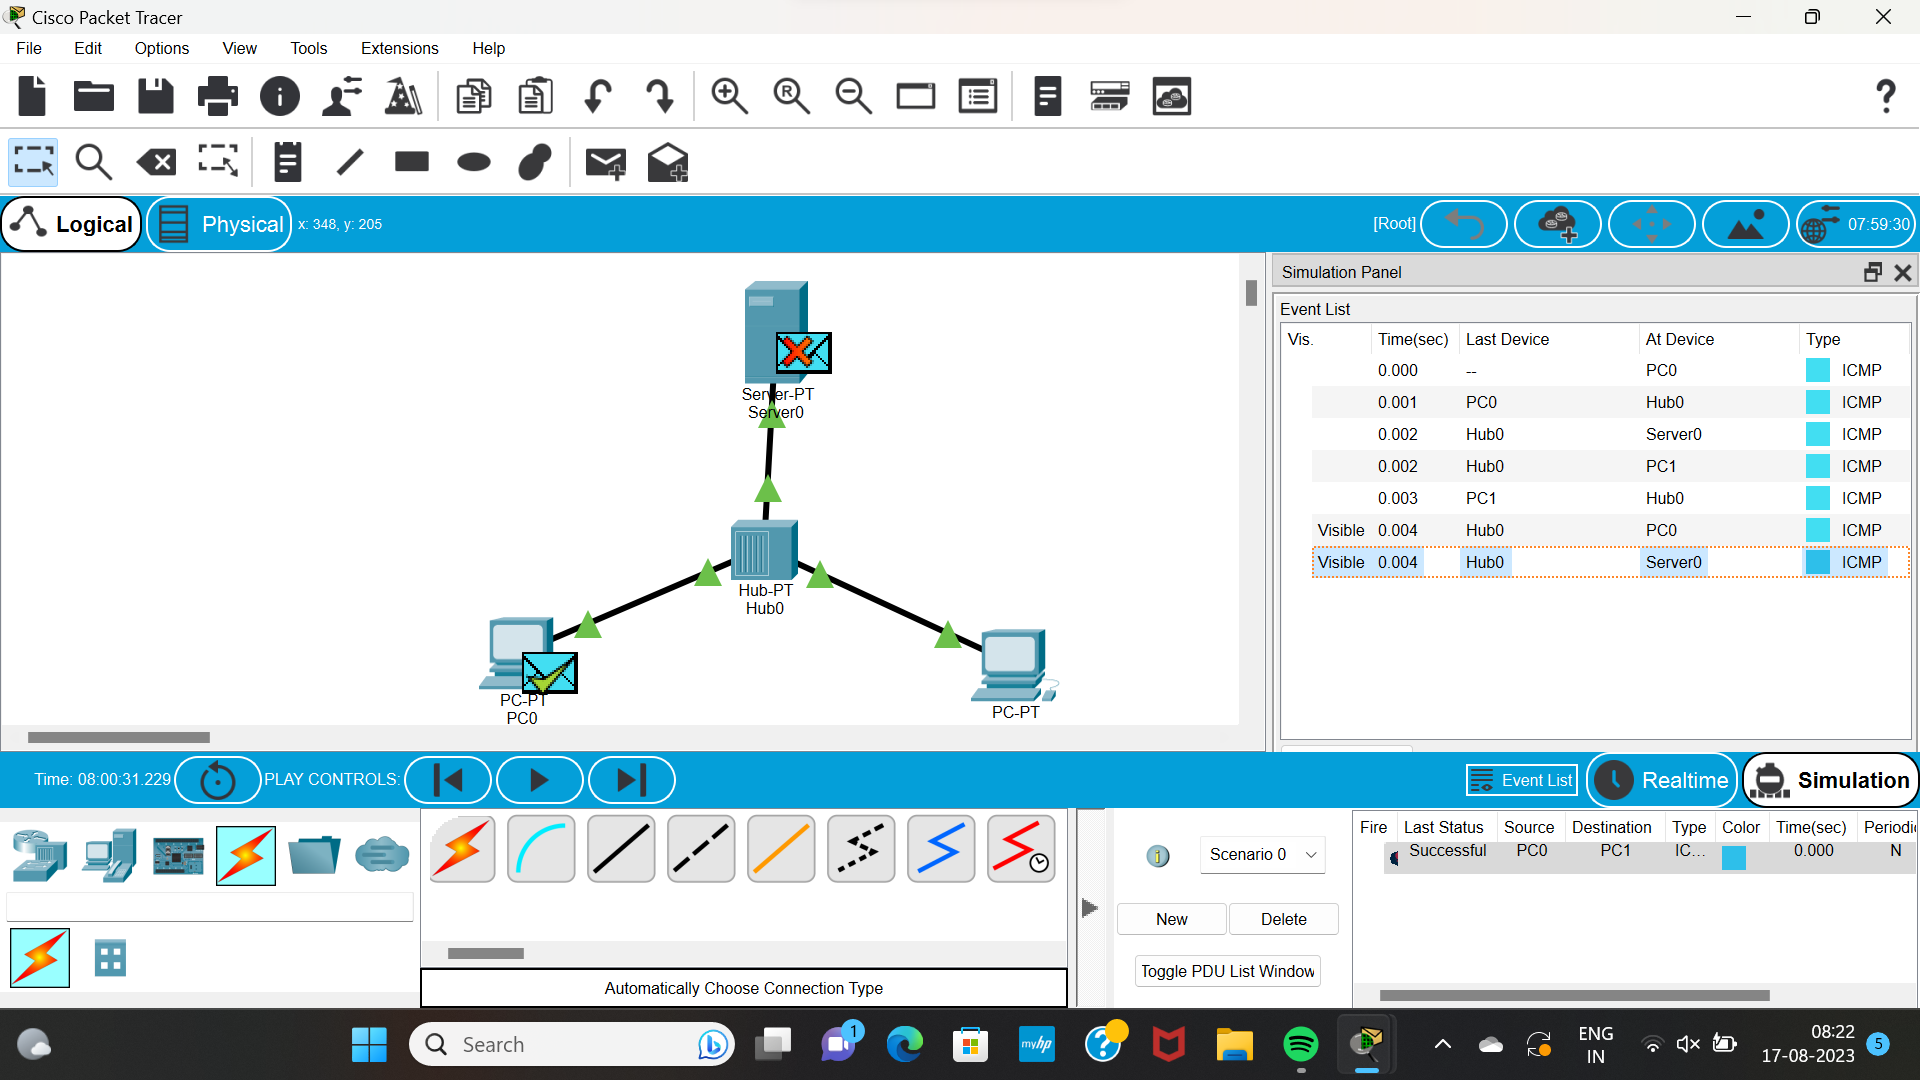 Cisco Packet Tracer
File Edit Options View Tools Extensions Help
Logical Physical x: 348, y: 205 [Root] 07:59:30
Server-PT
Server0
Hub-PT
Hub0
PC-PT
PC0
PC-PT
Simulation Panel
Event List
Vis. Time(sec) Last Device At Device Type
0.000 -- PC0 ICMP
0.001 PC0 Hub0 ICMP
0.002 Hub0 Server0 ICMP
0.002 Hub0 PC1 ICMP
0.003 PC1 Hub0 ICMP
Visible 0.004 Hub0 PC0 ICMP
Visible 0.004 Hub0 Server0 ICMP
Time: 08:00:31.229 PLAY CONTROLS: Event List Realtime Simulation
Automatically Choose Connection Type
Scenario 0
New Delete
Toggle PDU List Window
Fire Last Status Source Destination Type Color Time(sec) Periodi
Successful PC0 PC1 IC... 0.000 N
Search
1
myhp
ENG
IN
08:22
17-08-2023
5